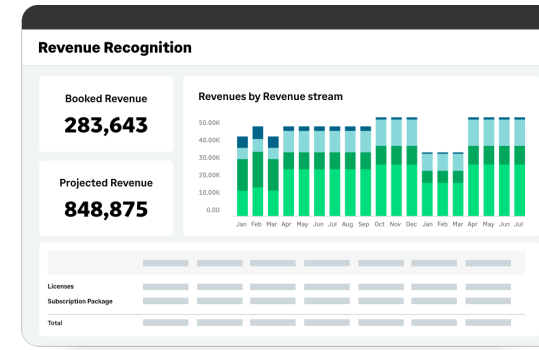 Revenue Recognition
Booked Revenue
283,643
Projected Revenue
848,875
Revenues by Revenue stream
50.00K
40.00K
30.00K
20.00K
10.00K
0.00
Jan Feb Mar Apr May Jun Jul Aug Sep Oct Nov Dec Jan Feb Mar Apr May Jun Jul
Licenses
Subscription Package
Total